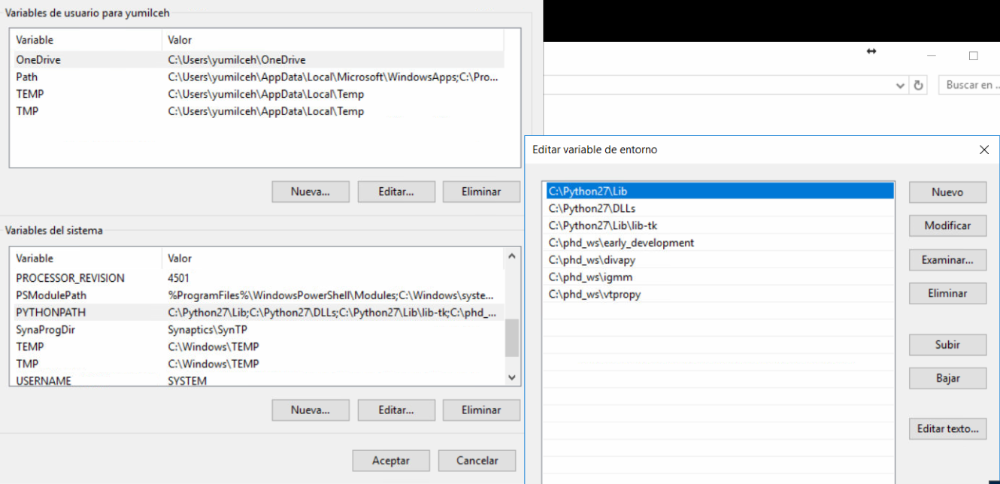 Variables de usuario para yumilceh
Variable Valor
OneDrive C:\Users\yumilceh\OneDrive
Path C:\Users\yumilceh\AppData\Local\Microsoft\WindowsApps;C:\Pro...
TEMP C:\Users\yumilceh\AppData\Local\Temp
TMP C:\Users\yumilceh\AppData\Local\Temp
Nueva... Editar... Eliminar
Variables del sistema
Variable Valor
PROCESSOR_REVISION 4501
PSModulePath %ProgramFiles%\WindowsPowerShell\Modules;C:\Windows\syste...
PYTHONPATH C:\Python27\Lib;C:\Python27\DLLs;C:\Python27\Lib\lib-tk;C:\phd_...
SynaProgDir Synaptics\SynTP
TEMP C:\Windows\TEMP
TMP C:\Windows\TEMP
USERNAME SYSTEM
Nueva... Editar... Eliminar
Aceptar Cancelar
Buscar en ...
Editar variable de entorno
C:\Python27\Lib
C:\Python27\DLLs
C:\Python27\Lib\lib-tk
C:\phd_ws\early_development
C:\phd_ws\divapy
C:\phd_ws\igmm
C:\phd_ws\vtpropy
Nuevo
Modificar
Examinar...
Eliminar
Subir
Bajar
Editar texto...